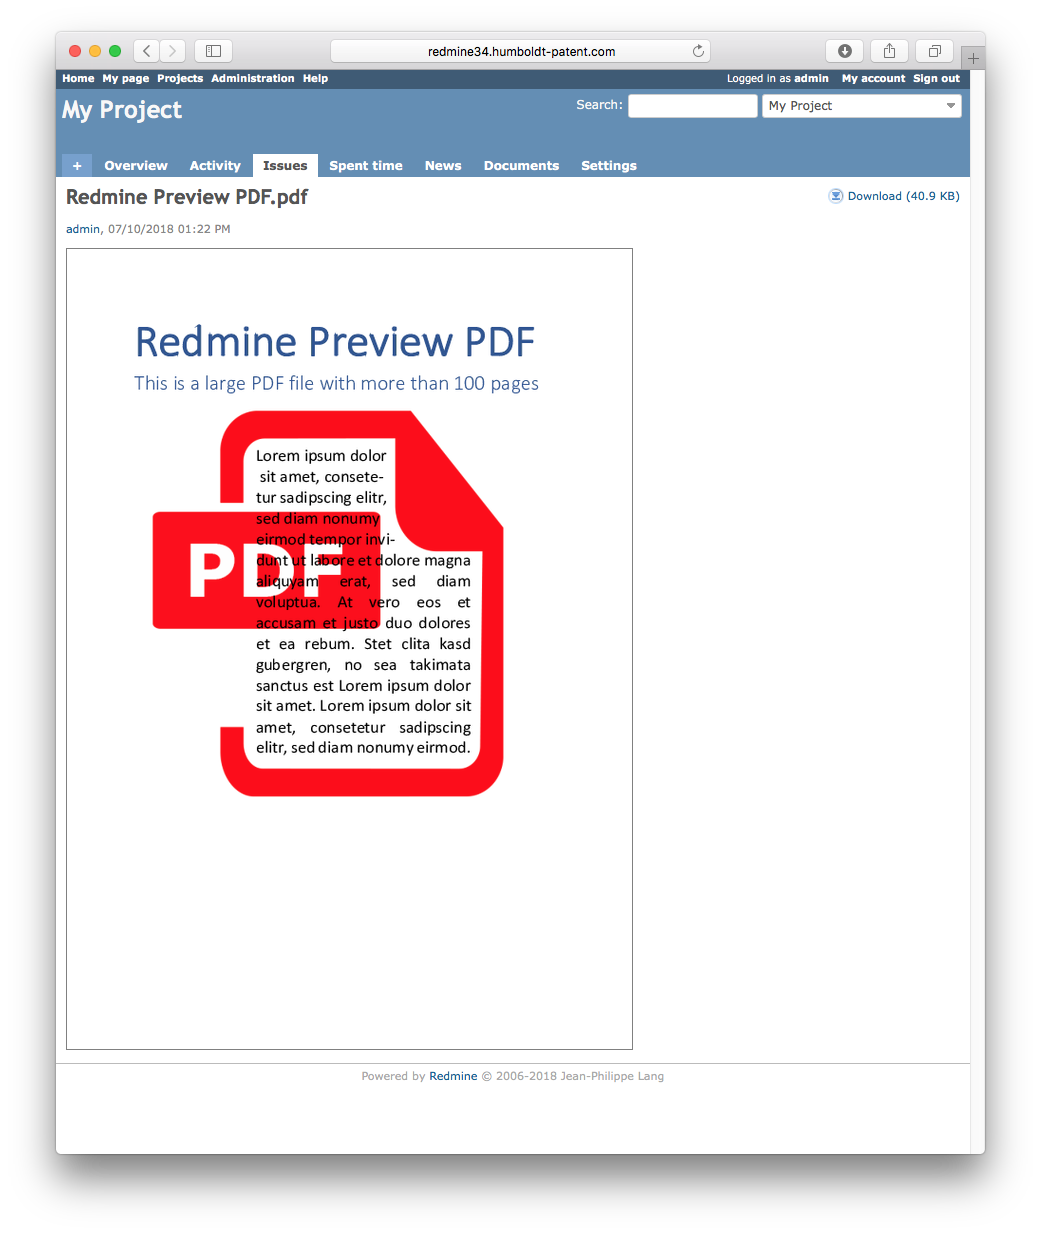 redmine34.humboldt-patent.com
Home My page Projects Administration Help
Logged in as admin My account Sign out
My Project
Search:
My Project
+ Overview Activity Issues Spent time News Documents Settings
Redmine Preview PDF.pdf
Download (40.9 KB)
admin, 07/10/2018 01:22 PM
Redmine Preview PDF
This is a large PDF file with more than 100 pages
PDF
Lorem ipsum dolor
sit amet, consete-
tur sadipscing elitr,
sed diam nonumy
eirmod tempor invi-
dunt ut labore et dolore magna
aliquyam erat, sed diam
voluptua. At vero eos et
accusam et justo duo dolores
et ea rebum. Stet clita kasd
gubergren, no sea takimata
sanctus est Lorem ipsum dolor
sit amet. Lorem ipsum dolor sit
amet, consetetur sadipscing
elitr, sed diam nonumy eirmod.
Powered by Redmine © 2006-2018 Jean-Philippe Lang